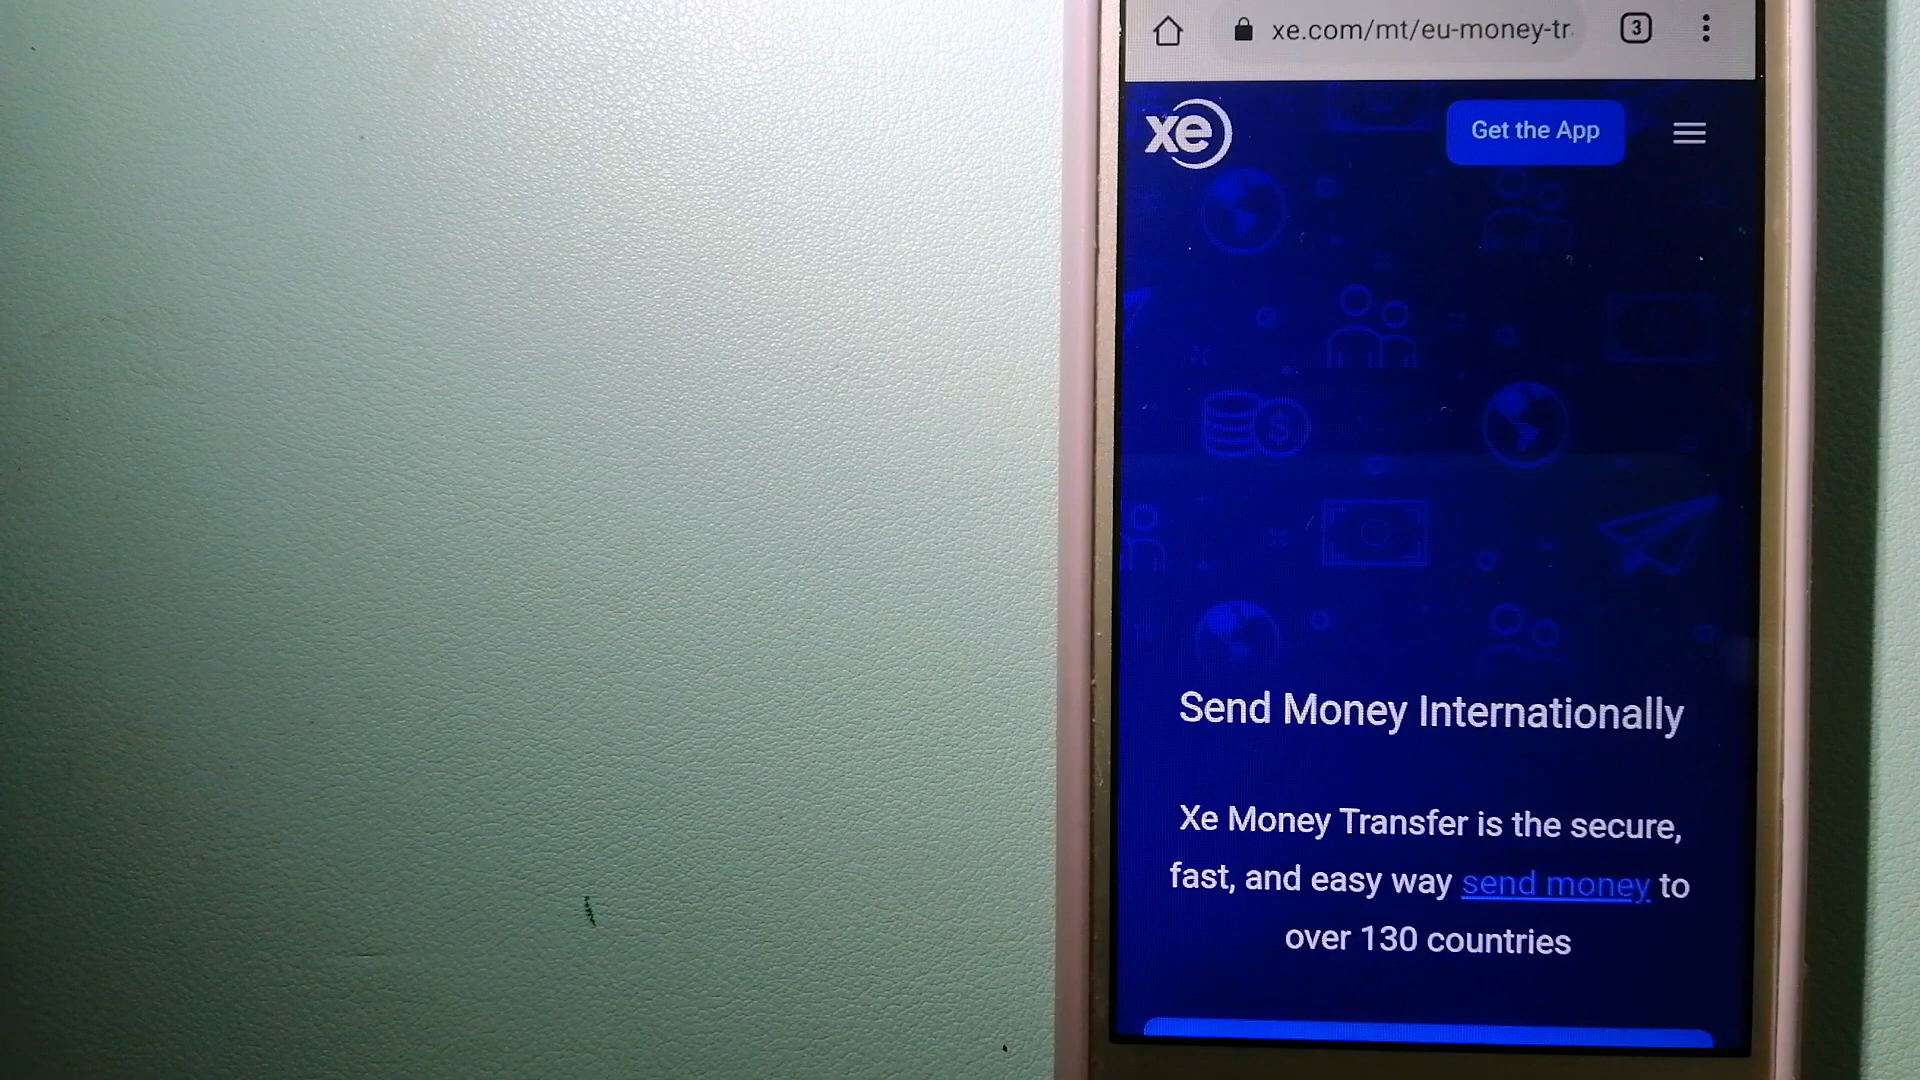 xe.com/mt/eu-money-tr
3
xe
Get the App
Send Money Internationally
Xe Money Transfer is the secure,
fast, and easy way send money to
over 130 countries